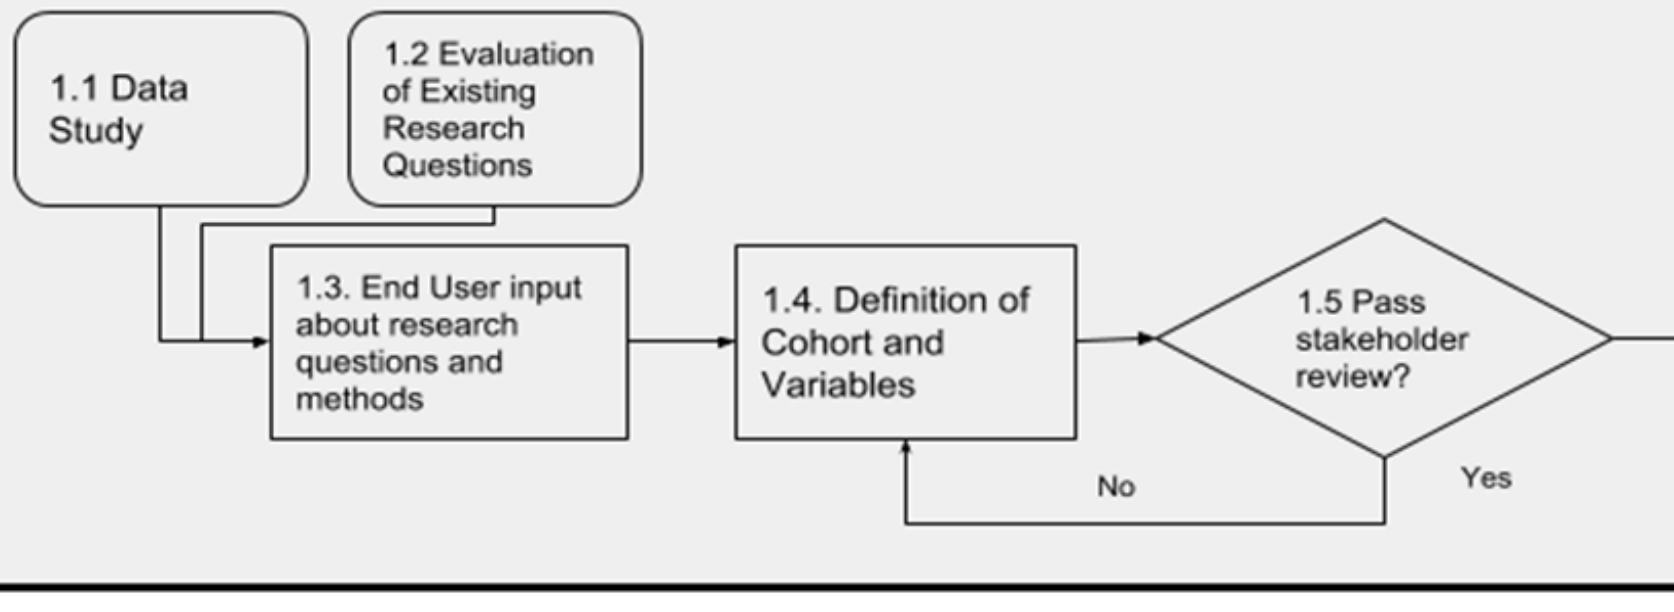 1.1 Data
Study
1.2 Evaluation
of Existing
Research
Questions
1.3. End User input
about research
questions and
methods
1.4. Definition of
Cohort and
Variables
1.5 Pass
stakeholder
review?
No
Yes